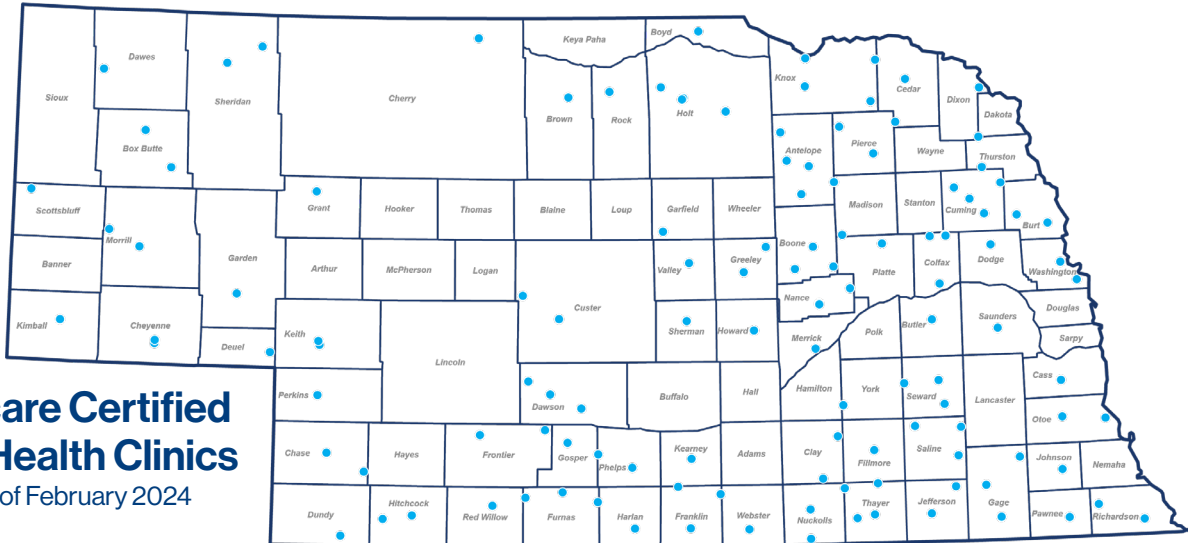 Keya Paha
Boyd
Dawes
Knox
Cedar
Sioux
Cherry
Sheridan
Dixon
Holt
Brown
Rock
Dakota
Box Butte
Pierce
Antelope
Wayne
Thurston
Scottsbluff
Grant
Hooker
Thomas
Blaine
Loup
Garfield
Wheeler
Madison
Stanton
Cuming
Burt
Morrill
Boone
Banner
Garden
Arthur
McPherson
Logan
Valley
Greeley
Platte
Colfax
Dodge
Washington
Nance
Custer
Douglas
Kimball
Cheyenne
Keith
Sherman
Howard
Merrick
Polk
Butler
Saunders
Sarpy
Deuel
Lincoln
Cass
Perkins
Dawson
Buffalo
Hall
Hamilton
York
Seward
Lancaster
are Certified
Otoe
Health Clinics
Chase
Hayes
Frontier
Gosper
Phelps
Kearney
Adams
Clay
Fillmore
Saline
Johnson
Nemaha
of February 2024
Dundy
Hitchcock
Red Willow
Furnas
Harlan
Franklin
Webster
Nuckolls
Thayer
Jefferson
Gage
Pawnee
Richardson